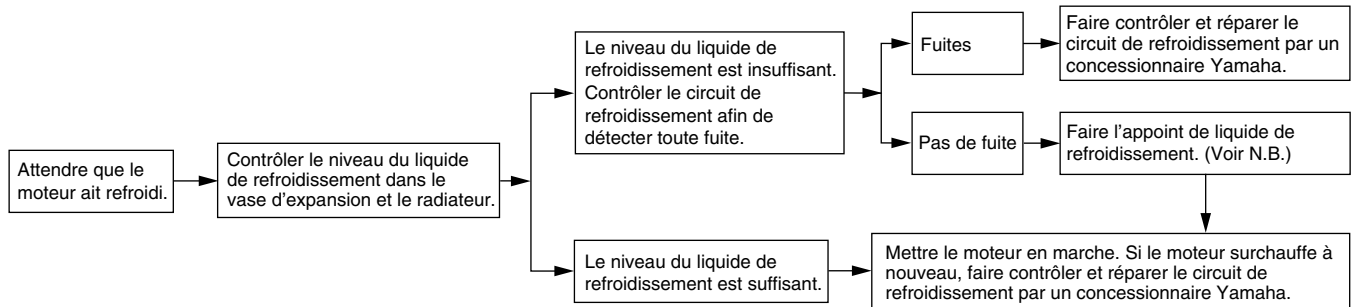 Attendre que le
moteur ait refroidi.
Contrôler le niveau du liquide
de refroidissement dans le
vase d’expansion et le radiateur.
Le niveau du liquide de
refroidissement est insuffisant.
Contrôler le circuit de
refroidissement afin de
détecter toute fuite.
Fuites
Faire contrôler et réparer le
circuit de refroidissement par un
concessionnaire Yamaha.
Pas de fuite
Faire l’appoint de liquide de
refroidissement. (Voir N.B.)
Le niveau du liquide de
refroidissement est suffisant.
Mettre le moteur en marche. Si le moteur surchauffe à
nouveau, faire contrôler et réparer le circuit de
refroidissement par un concessionnaire Yamaha.